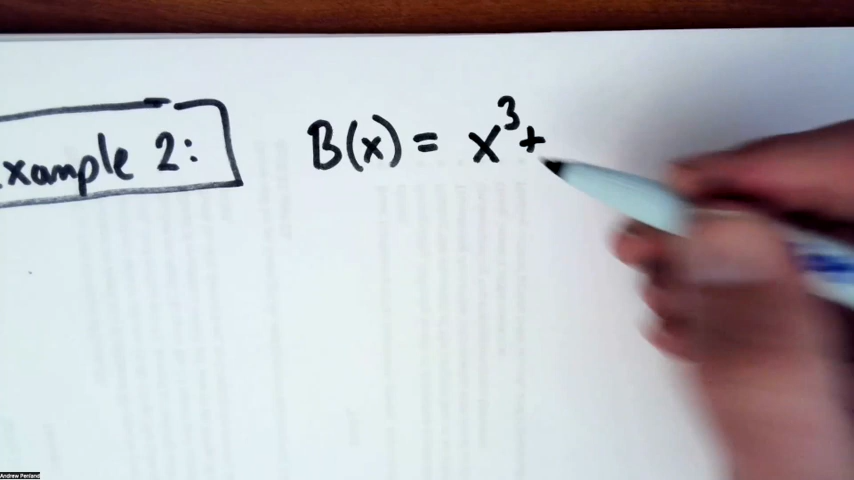 xample 2:
B(x) = x³ +
Andrew Penland